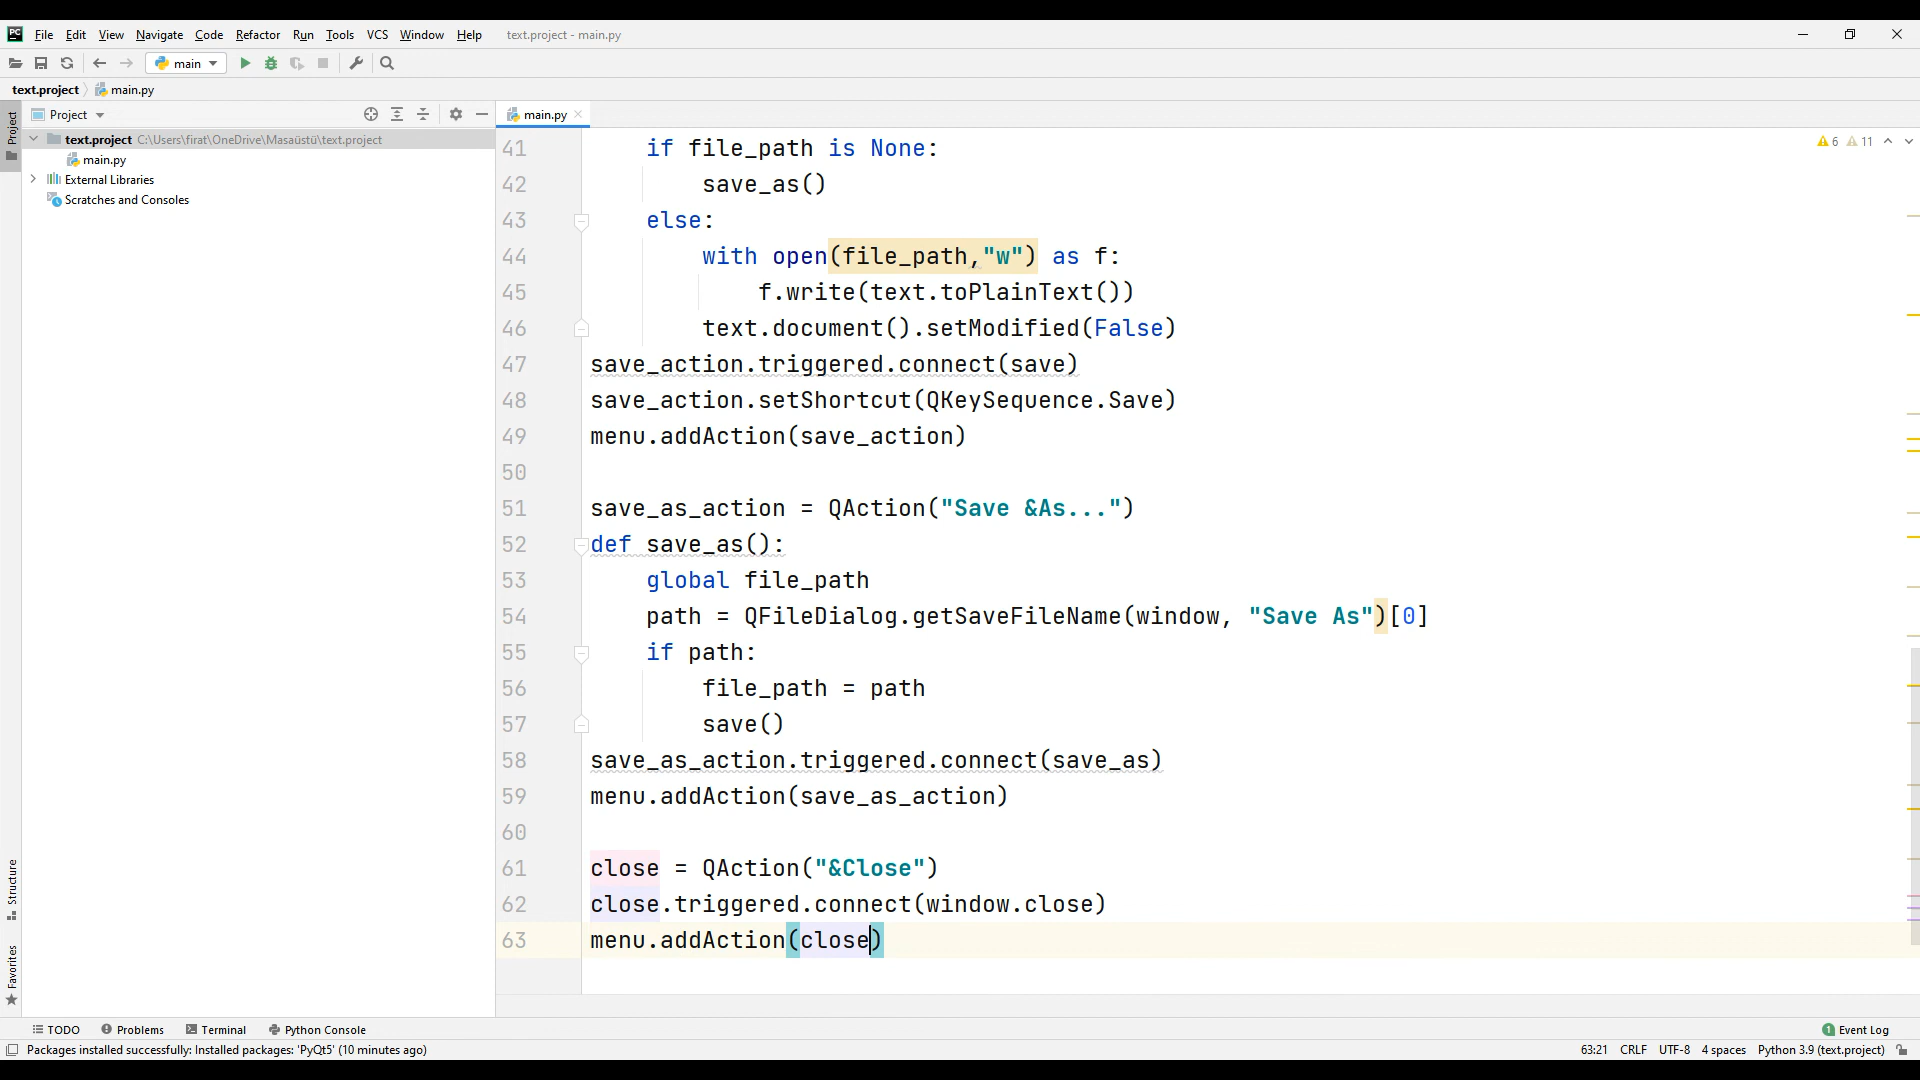 PC File Edit View Navigate Code Refactor Run Tools VCS Window Help text.project - main.py
main
text.project main.py
Project
Project
main.py
text.project C:\Users\firat\OneDrive\Masaüstü\text.project
main.py
External Libraries
Scratches and Consoles
6 11
41 if file_path is None:
42 save_as()
43 else:
44 with open(file_path,"w") as f:
45 f.write(text.toPlainText())
46 text.document().setModified(False)
47 save_action.triggered.connect(save)
48 save_action.setShortcut(QKeySequence.Save)
49 menu.addAction(save_action)
50
51 save_as_action = QAction("Save &As...")
52 def save_as():
53 global file_path
54 path = QFileDialog.getSaveFileName(window, "Save As")[0]
55 if path:
56 file_path = path
57 save()
58 save_as_action.triggered.connect(save_as)
59 menu.addAction(save_as_action)
60
61 close = QAction("&Close")
62 close.triggered.connect(window.close)
63 menu.addAction(close)
Structure
Favorites
TODO Problems Terminal Python Console 1 Event Log
Packages installed successfully: Installed packages: 'PyQt5' (10 minutes ago) 63:21 CRLF UTF-8 4 spaces Python 3.9 (text.project)